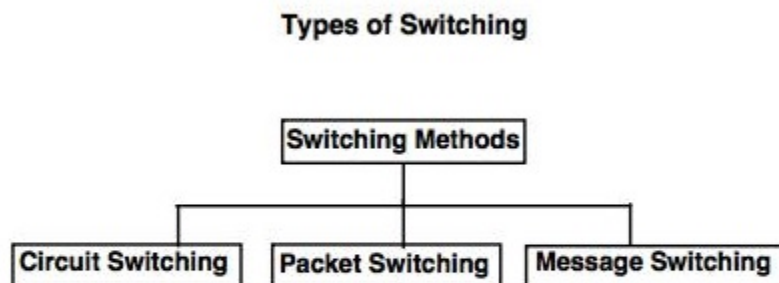 Types of Switching
Switching Methods
Circuit Switching
Packet Switching
Message Switching